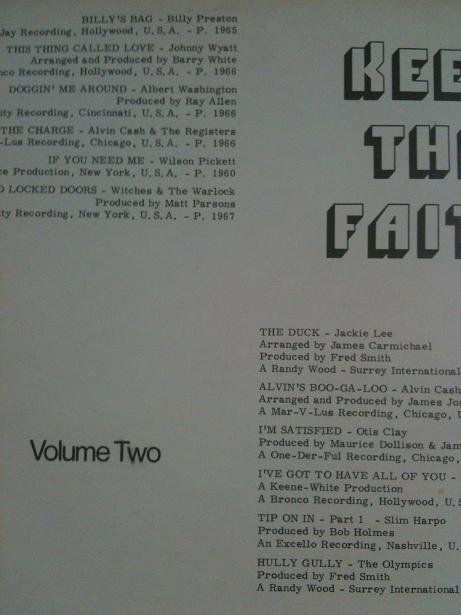 BILLY'S BAG - Billy Preston
Jay Recording, Hollywood, U.S.A. - P. 1965
THIS THING CALLED LOVE - Johnny Wyatt
Arranged and Produced by Barry White
nco Recording, Hollywood, U.S.A. - P. 1966
DOGGIN' ME AROUND - Albert Washington
Produced by Ray Allen
ity Recording, Cincinnati, U.S.A. - P. 1966
THE CHARGE - Alvin Cash & The Registers
-Lus Recording, Chicago, U.S.A. - P. 1966
IF YOU NEED ME - Wilson Pickett
ce Production, New York, U.S.A. - P. 1960
D LOCKED DOORS - Witches & The Warlock
Produced by Matt Parsons
ity Recording, New York, U.S.A. - P. 1967
KEE
TH
FAIT
Volume Two
THE DUCK - Jackie Lee
Arranged by James Carmichael
Produced by Fred Smith
A Randy Wood - Surrey International
ALVIN'S BOO-GA-LOO - Alvin Cash
Arranged and Produced by James Jo
A Mar-V-Lus Recording, Chicago, U
I'M SATISFIED - Otis Clay
Produced by Maurice Dollison & Jam
A One-Der-Ful Recording, Chicago,
I'VE GOT TO HAVE ALL OF YOU -
A Keene-White Production
A Bronco Recording, Hollywood, U.S
TIP ON IN - Part 1 - Slim Harpo
Produced by Bob Holmes
An Excello Recording, Nashville, U.
HULLY GULLY - The Olympics
Produced by Fred Smith
A Randy Wood - Surrey International